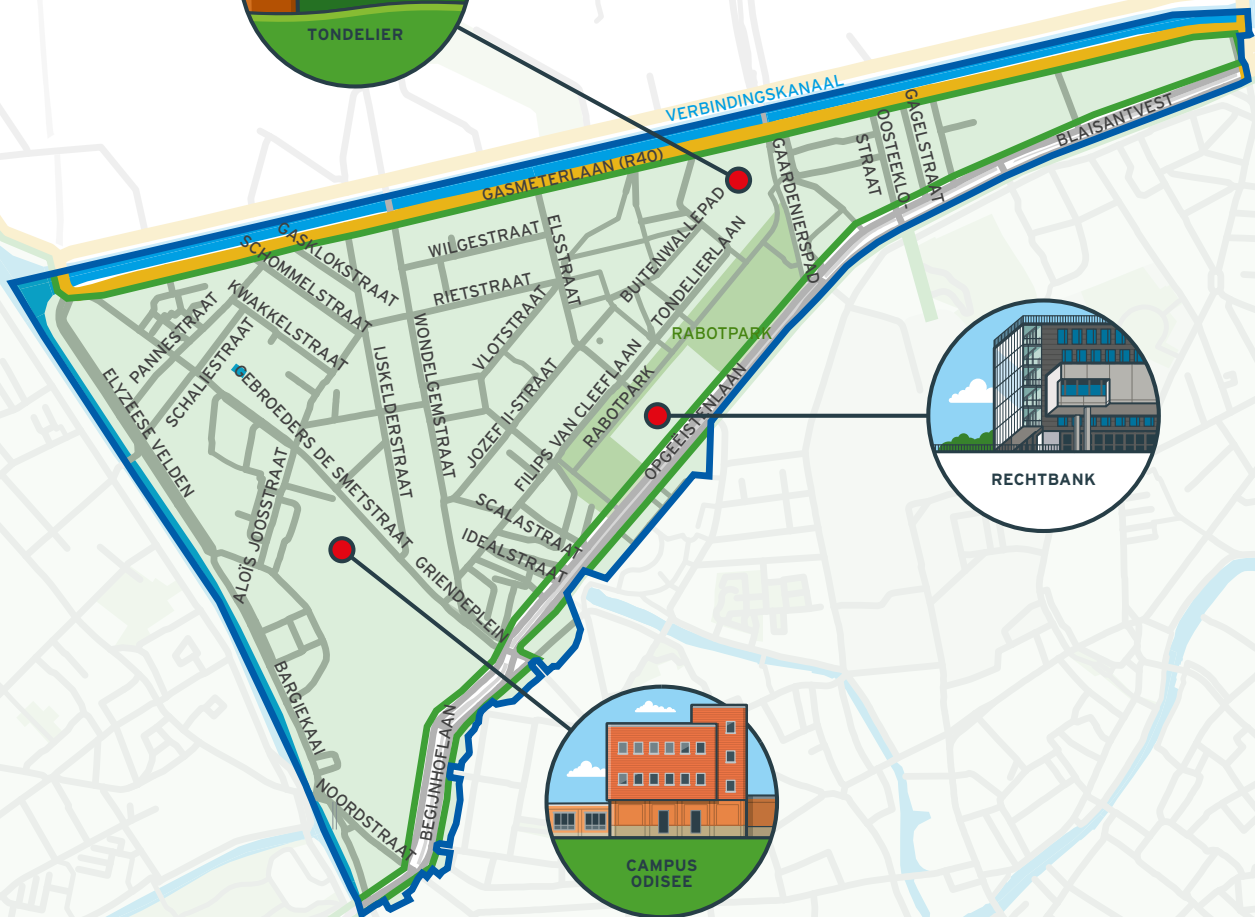 TONDELIER
VERBINDINGSKANAAL
GASMETERLAAN (R40)
BLAISANTVEST
GAGELSTRAAT
OOSTEEKLO-
STRAAT
GAARDENIERSPAD
GASKLOKSTRAAT
SCHOMMELSTRAAT
KWAKKELSTRAAT
WILGESTRAAT
ELSSTRAAT
RIETSTRAAT
BUITENWALLEPAD
TONDELIERLAAN
VLOTSTRAAT
PANNESTRAAT
SCHALIESTRAAT
RABOTPARK
WONDELGEMSTRAAT
IJSKELDERSTRAAT
JOZEF II-STRAAT
FILIPS VAN CLEEFLAAN
RABOTPARK
OPGEEISTENLAAN
ELYZEESE VELDEN
GEBROEDERS DE SMETSTRAAT
ALOÏS JOOSSTRAAT
SCALASTRAAT
IDEALSTRAAT
GRIENDEPLEIN
RECHTBANK
BARGIEKAAI
NOORDSTRAAT
BEGIJNHOFLAAN
CAMPUS
ODISEE